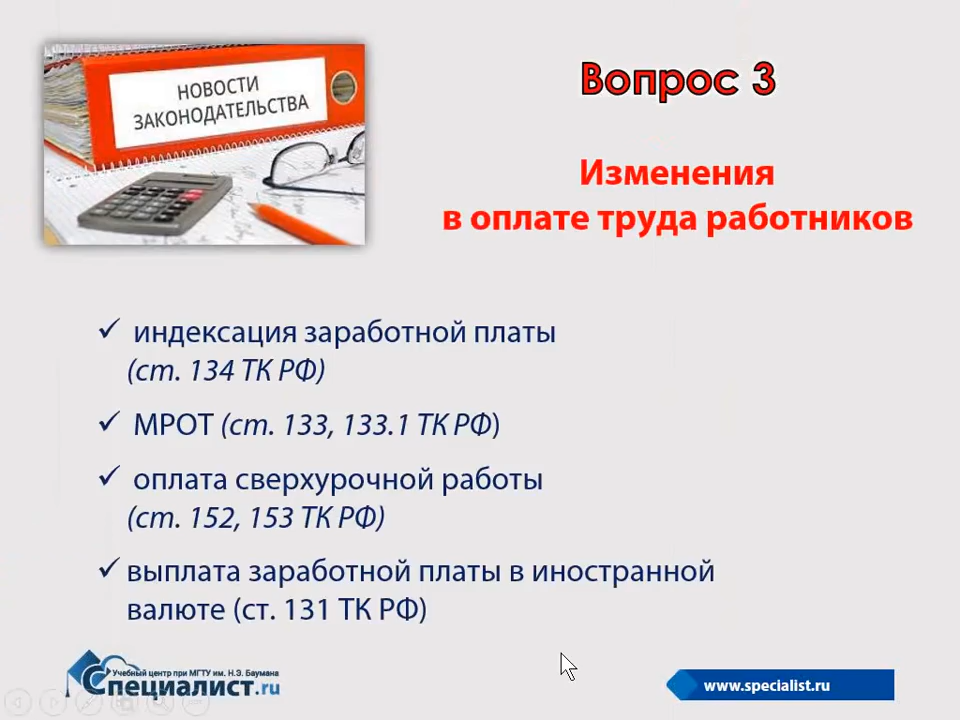 НОВОСТИ
ЗАКОНОДАТЕЛЬСТВА
Вопрос 3
Изменения
в оплате труда работников
✓ индексация заработной платы
(ст. 134 ТК РФ)
✓ МРОТ (ст. 133, 133.1 ТК РФ)
✓ оплата сверхурочной работы
(ст. 152, 153 ТК РФ)
✓ выплата заработной платы в иностранной
валюте (ст. 131 ТК РФ)
Учебный центр при МГТУ им. Н.Э. Баумана
Специалист.ru
www.specialist.ru